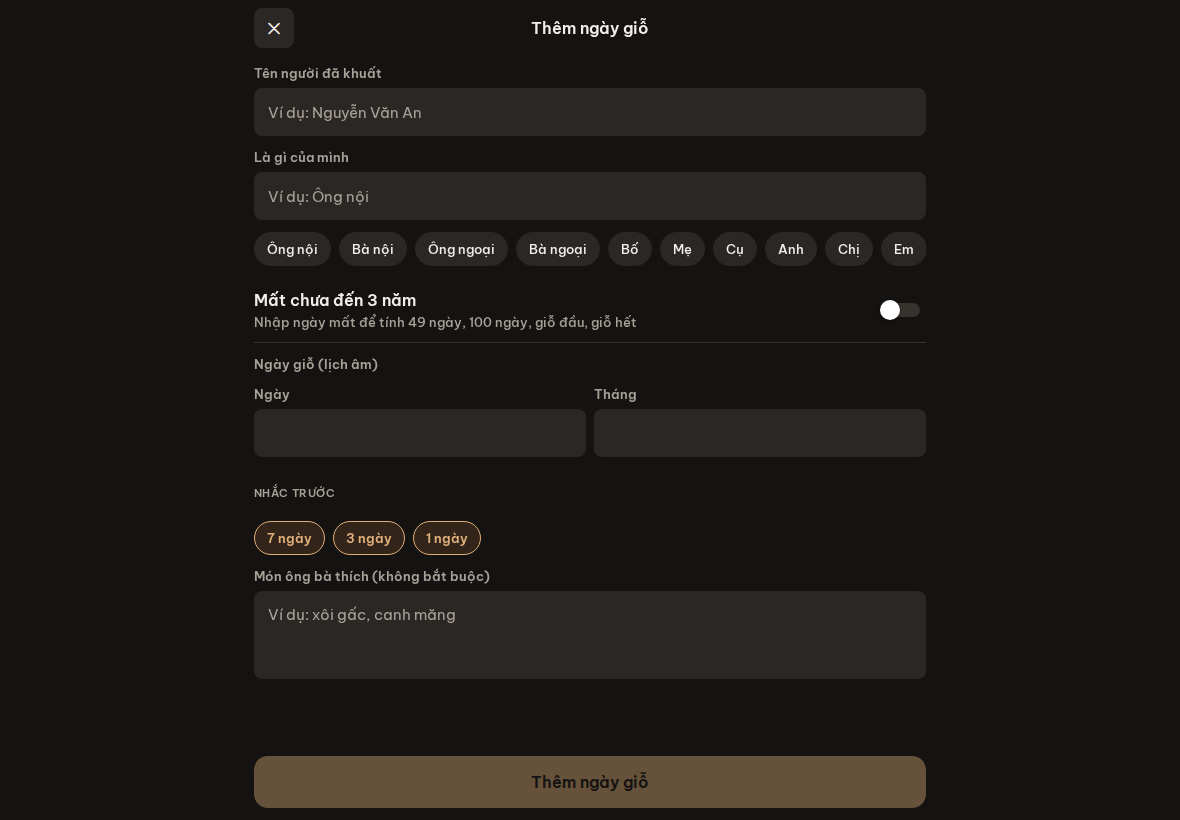 Thêm ngày giỗ
Tên người đã khuất
Ví dụ: Nguyễn Văn An
Là gì của mình
Ví dụ: Ông nội
Ông nội Bà nội Ông ngoại Bà ngoại Bố Mẹ Cụ Anh Chị Em
Mất chưa đến 3 năm
Nhập ngày mất để tính 49 ngày, 100 ngày, giỗ đầu, giỗ hết
Ngày giỗ (lịch âm)
Ngày Tháng
NHẮC TRƯỚC
7 ngày 3 ngày 1 ngày
Món ông bà thích (không bắt buộc)
Ví dụ: xôi gấc, canh măng
Thêm ngày giỗ